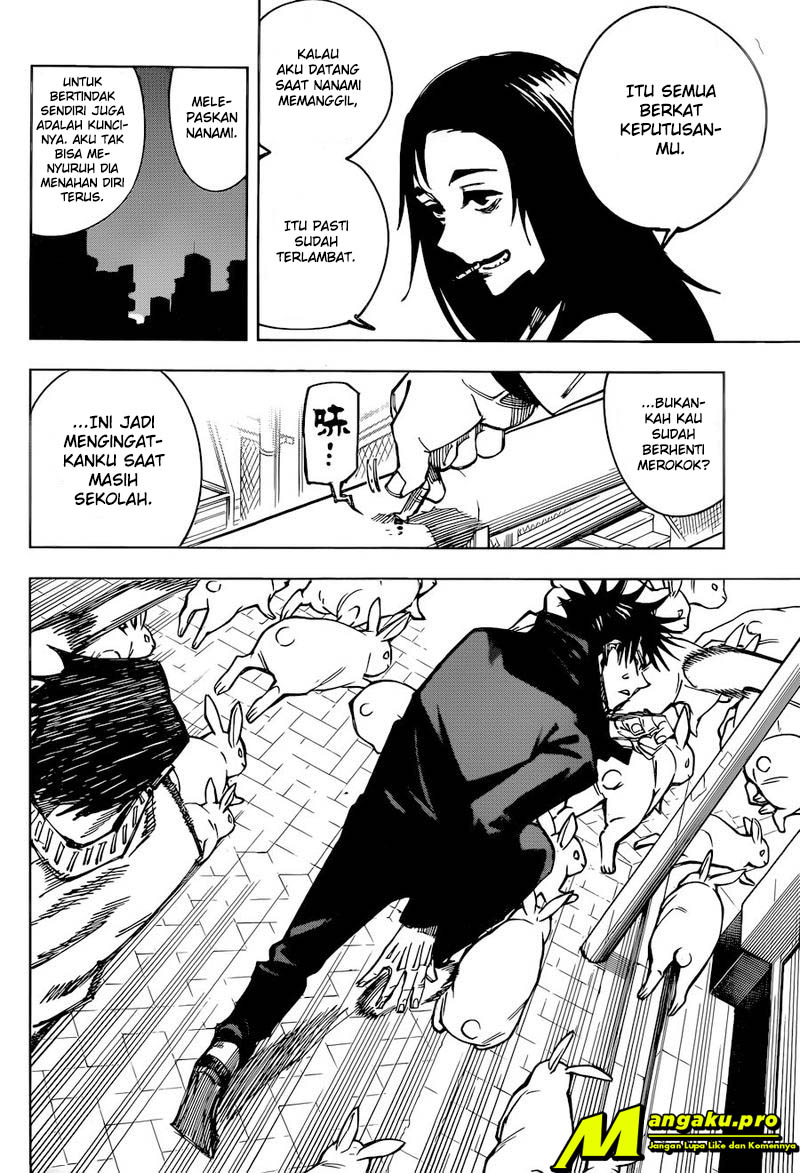 ITU SEMUA
BERKAT
KEPUTUSAN-
MU.
KALAU
AKU DATANG
SAAT NANAMI
MEMANGGIL,
ITU PASTI
SUDAH
TERLAMBAT.
MELE-
PASKAN
NANAMI.
UNTUK
BERTINDAK
SENDIRI JUGA
ADALAH KUNCI-
NYA. AKU TAK
BISA ME-
NYURUH DIA
MENAHAN DIRI
TERUS.
...BUKAN-
KAH KAU
SUDAH
BERHENTI
MEROKOK?
...INI JADI
MENGINGAT-
KANKU SAAT
MASIH
SEKOLAH.
Mangaku.pro
Jangan Lupa Like dan Komennya